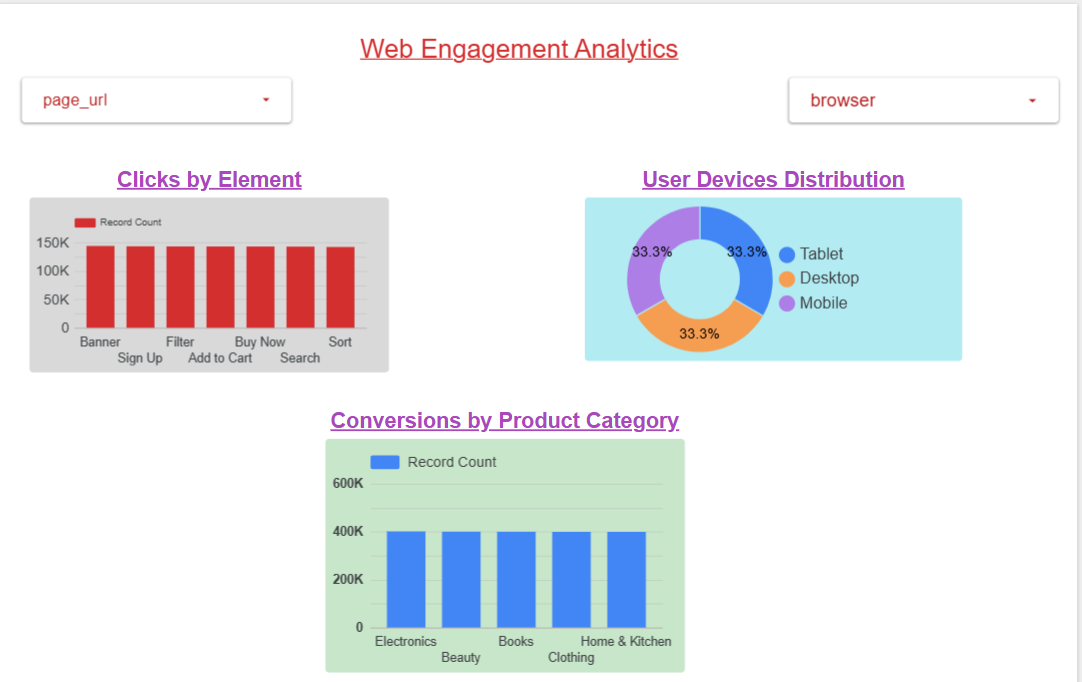 Web Engagement Analytics
page_url
browser
Clicks by Element
Record Count
150K
100K
50K
0
Banner
Sign Up
Filter
Add to Cart
Buy Now
Search
Sort
User Devices Distribution
33.3%
33.3%
33.3%
Tablet
Desktop
Mobile
Conversions by Product Category
Record Count
600K
400K
200K
0
Electronics
Beauty
Books
Clothing
Home & Kitchen